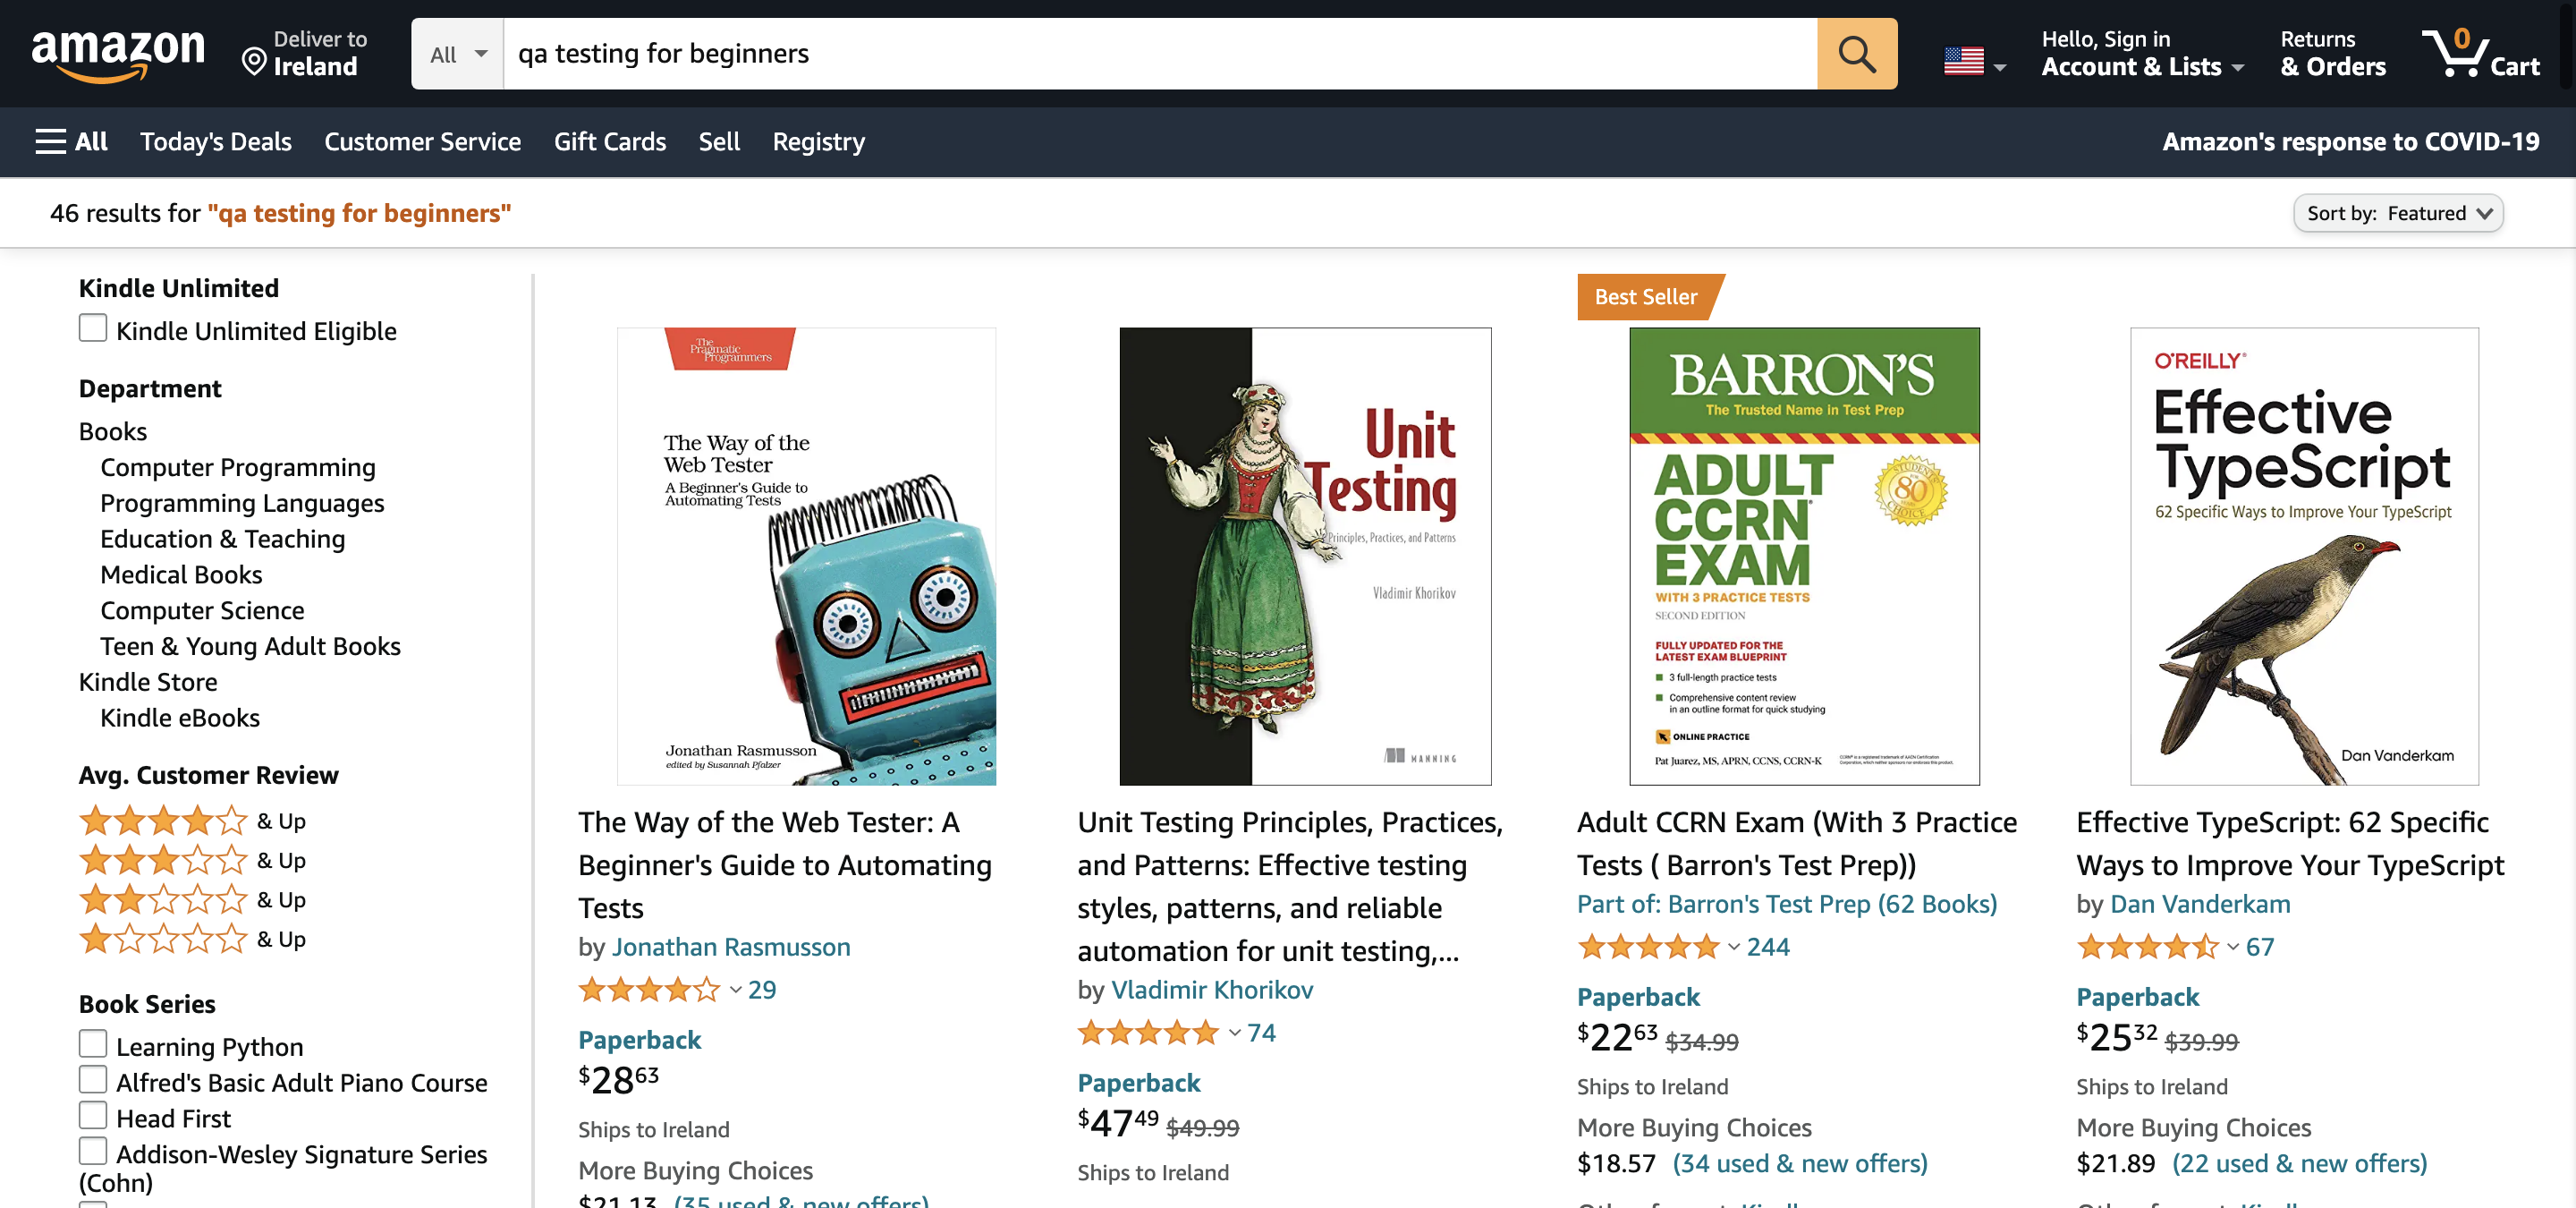 amazon
Deliver to
Ireland
All
qa testing for beginners
Hello, Sign in
Account & Lists
Returns
& Orders
0
Cart
All
Today's Deals
Customer Service
Gift Cards
Sell
Registry
Amazon's response to COVID-19
46 results for "qa testing for beginners"
Sort by: Featured
Kindle Unlimited
Kindle Unlimited Eligible
Department
Books
Computer Programming
Programming Languages
Education & Teaching
Medical Books
Computer Science
Teen & Young Adult Books
Kindle Store
Kindle eBooks
Avg. Customer Review
& Up
& Up
& Up
& Up
Book Series
Learning Python
Alfred's Basic Adult Piano Course
Head First
Addison-Wesley Signature Series
(Cohn)
The
Pragmatic
Programmers
The Way of the
Web Tester
A Beginner's Guide to
Automating Tests
Jonathan Rasmusson
edited by Susannah Pfalzer
The Way of the Web Tester: A
Beginner's Guide to Automating
Tests
by Jonathan Rasmusson
29
Paperback
$2863
Ships to Ireland
More Buying Choices
$21.13 (35 used & new offers)
Unit
Testing
Principles, Practices, and Patterns
Vladimir Khorikov
MANNING
Unit Testing Principles, Practices,
and Patterns: Effective testing
styles, patterns, and reliable
automation for unit testing,...
by Vladimir Khorikov
74
Paperback
$4749 $49.99
Ships to Ireland
Best Seller
BARRON'S
The Trusted Name in Test Prep
ADULT
CCRN
EXAM
WITH 3 PRACTICE TESTS
SECOND EDITION
STUDENTS'
80
CHOICE
FULLY UPDATED FOR THE
LATEST EXAM BLUEPRINT
3 full-length practice tests
Comprehensive content review
in an outline format for quick studying
ONLINE PRACTICE
Pat Juarez, MS, APRN, CCNS, CCRN-K
Adult CCRN Exam (With 3 Practice
Tests ( Barron's Test Prep))
Part of: Barron's Test Prep (62 Books)
244
Paperback
$2263 $34.99
Ships to Ireland
More Buying Choices
$18.57 (34 used & new offers)
O'REILLY®
Effective
TypeScript
62 Specific Ways to Improve Your TypeScript
Dan Vanderkam
Effective TypeScript: 62 Specific
Ways to Improve Your TypeScript
by Dan Vanderkam
67
Paperback
$2532 $39.99
Ships to Ireland
More Buying Choices
$21.89 (22 used & new offers)